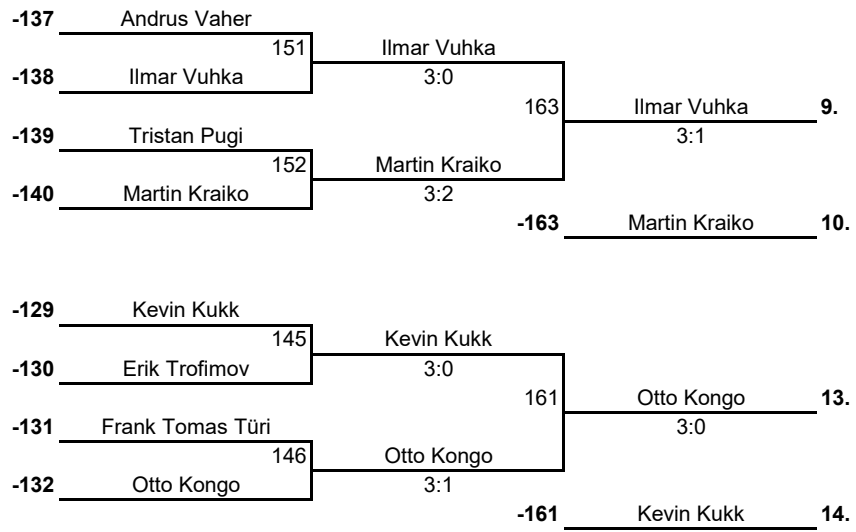 -137 Andrus Vaher
151 Ilmar Vuhka
-138 Ilmar Vuhka 3:0
163 Ilmar Vuhka 9.
-139 Tristan Pugi 3:1
152 Martin Kraiko
-140 Martin Kraiko 3:2
-163 Martin Kraiko 10.
-129 Kevin Kukk
145 Kevin Kukk
-130 Erik Trofimov 3:0
161 Otto Kongo 13.
-131 Frank Tomas Türi 3:0
146 Otto Kongo
-132 Otto Kongo 3:1
-161 Kevin Kukk 14.